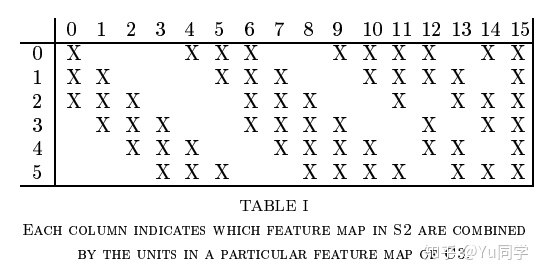 0 1 2 3 4 5 6 7 8 9 10 11 12 13 14 15
0 X X X X X X X X X X
1 X X X X X X X X X X
2 X X X X X X X X X X
3 X X X X X X X X X X
4 X X X X X X X X X X
5 X X X X X X X X X X
TABLE I
Each column indicates which feature map in S2 are combined
by the units in a particular feature map of C3.
知乎 @Yu同学